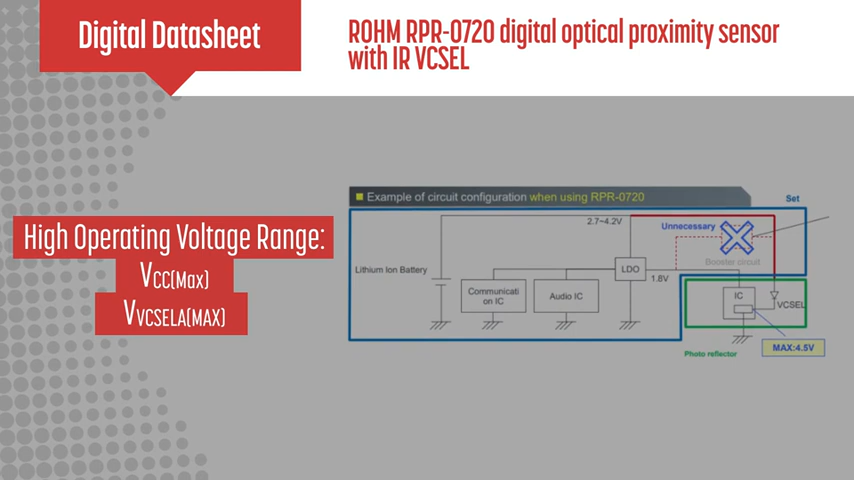 Digital Datasheet
ROHM RPR-0720 digital optical proximity sensor
with IR VCSEL
High Operating Voltage Range:
VCC(Max)
VVCSELA(MAX)
Example of circuit configuration when using RPR-0720
Set
2.7~4.2V
Unnecessary
Booster circuit
Lithium Ion Battery
LDO
1.8V
Communicati
on IC
Audio IC
IC
VCSEL
Photo reflector
MAX:4.5V